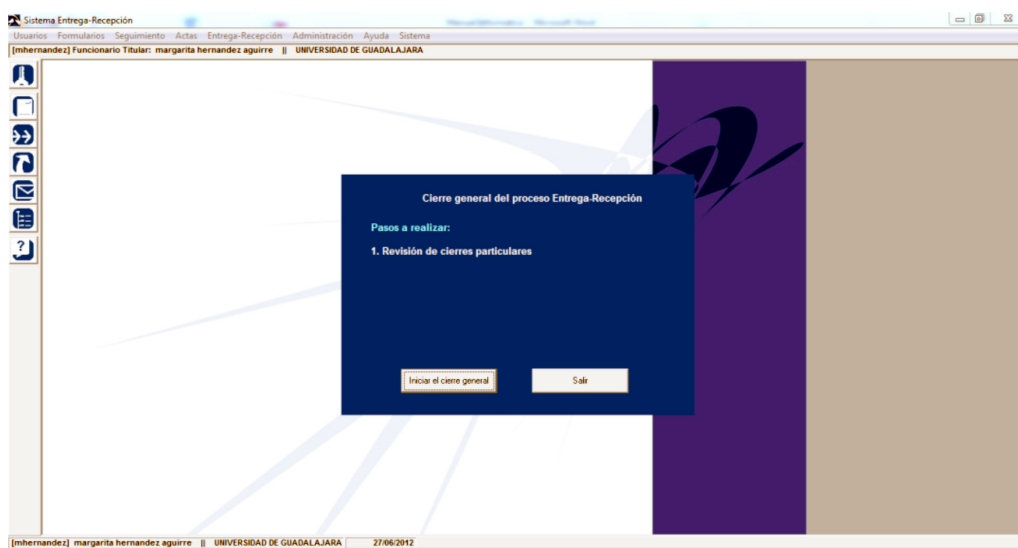 Sistema Entrega-Recepción
Usuarios Formularios Seguimiento Actas Entrega-Recepción Administración Ayuda Sistema
[mhernandez] Funcionario Titular: margarita hernandez aguirre || UNIVERSIDAD DE GUADALAJARA
Cierre general del proceso Entrega-Recepción
Pasos a realizar:
1. Revisión de cierres particulares
Iniciar el cierre general Salir
[mhernandez] margarita hernandez aguirre || UNIVERSIDAD DE GUADALAJARA 27/06/2012